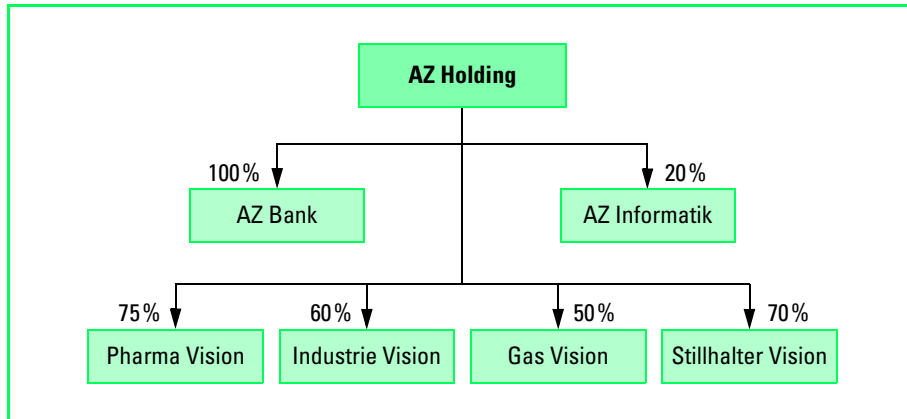 AZ Holding
100 %
20 %
AZ Bank
AZ Informatik
75 %
60 %
50 %
70 %
Pharma Vision
Industrie Vision
Gas Vision
Stillhalter Vision